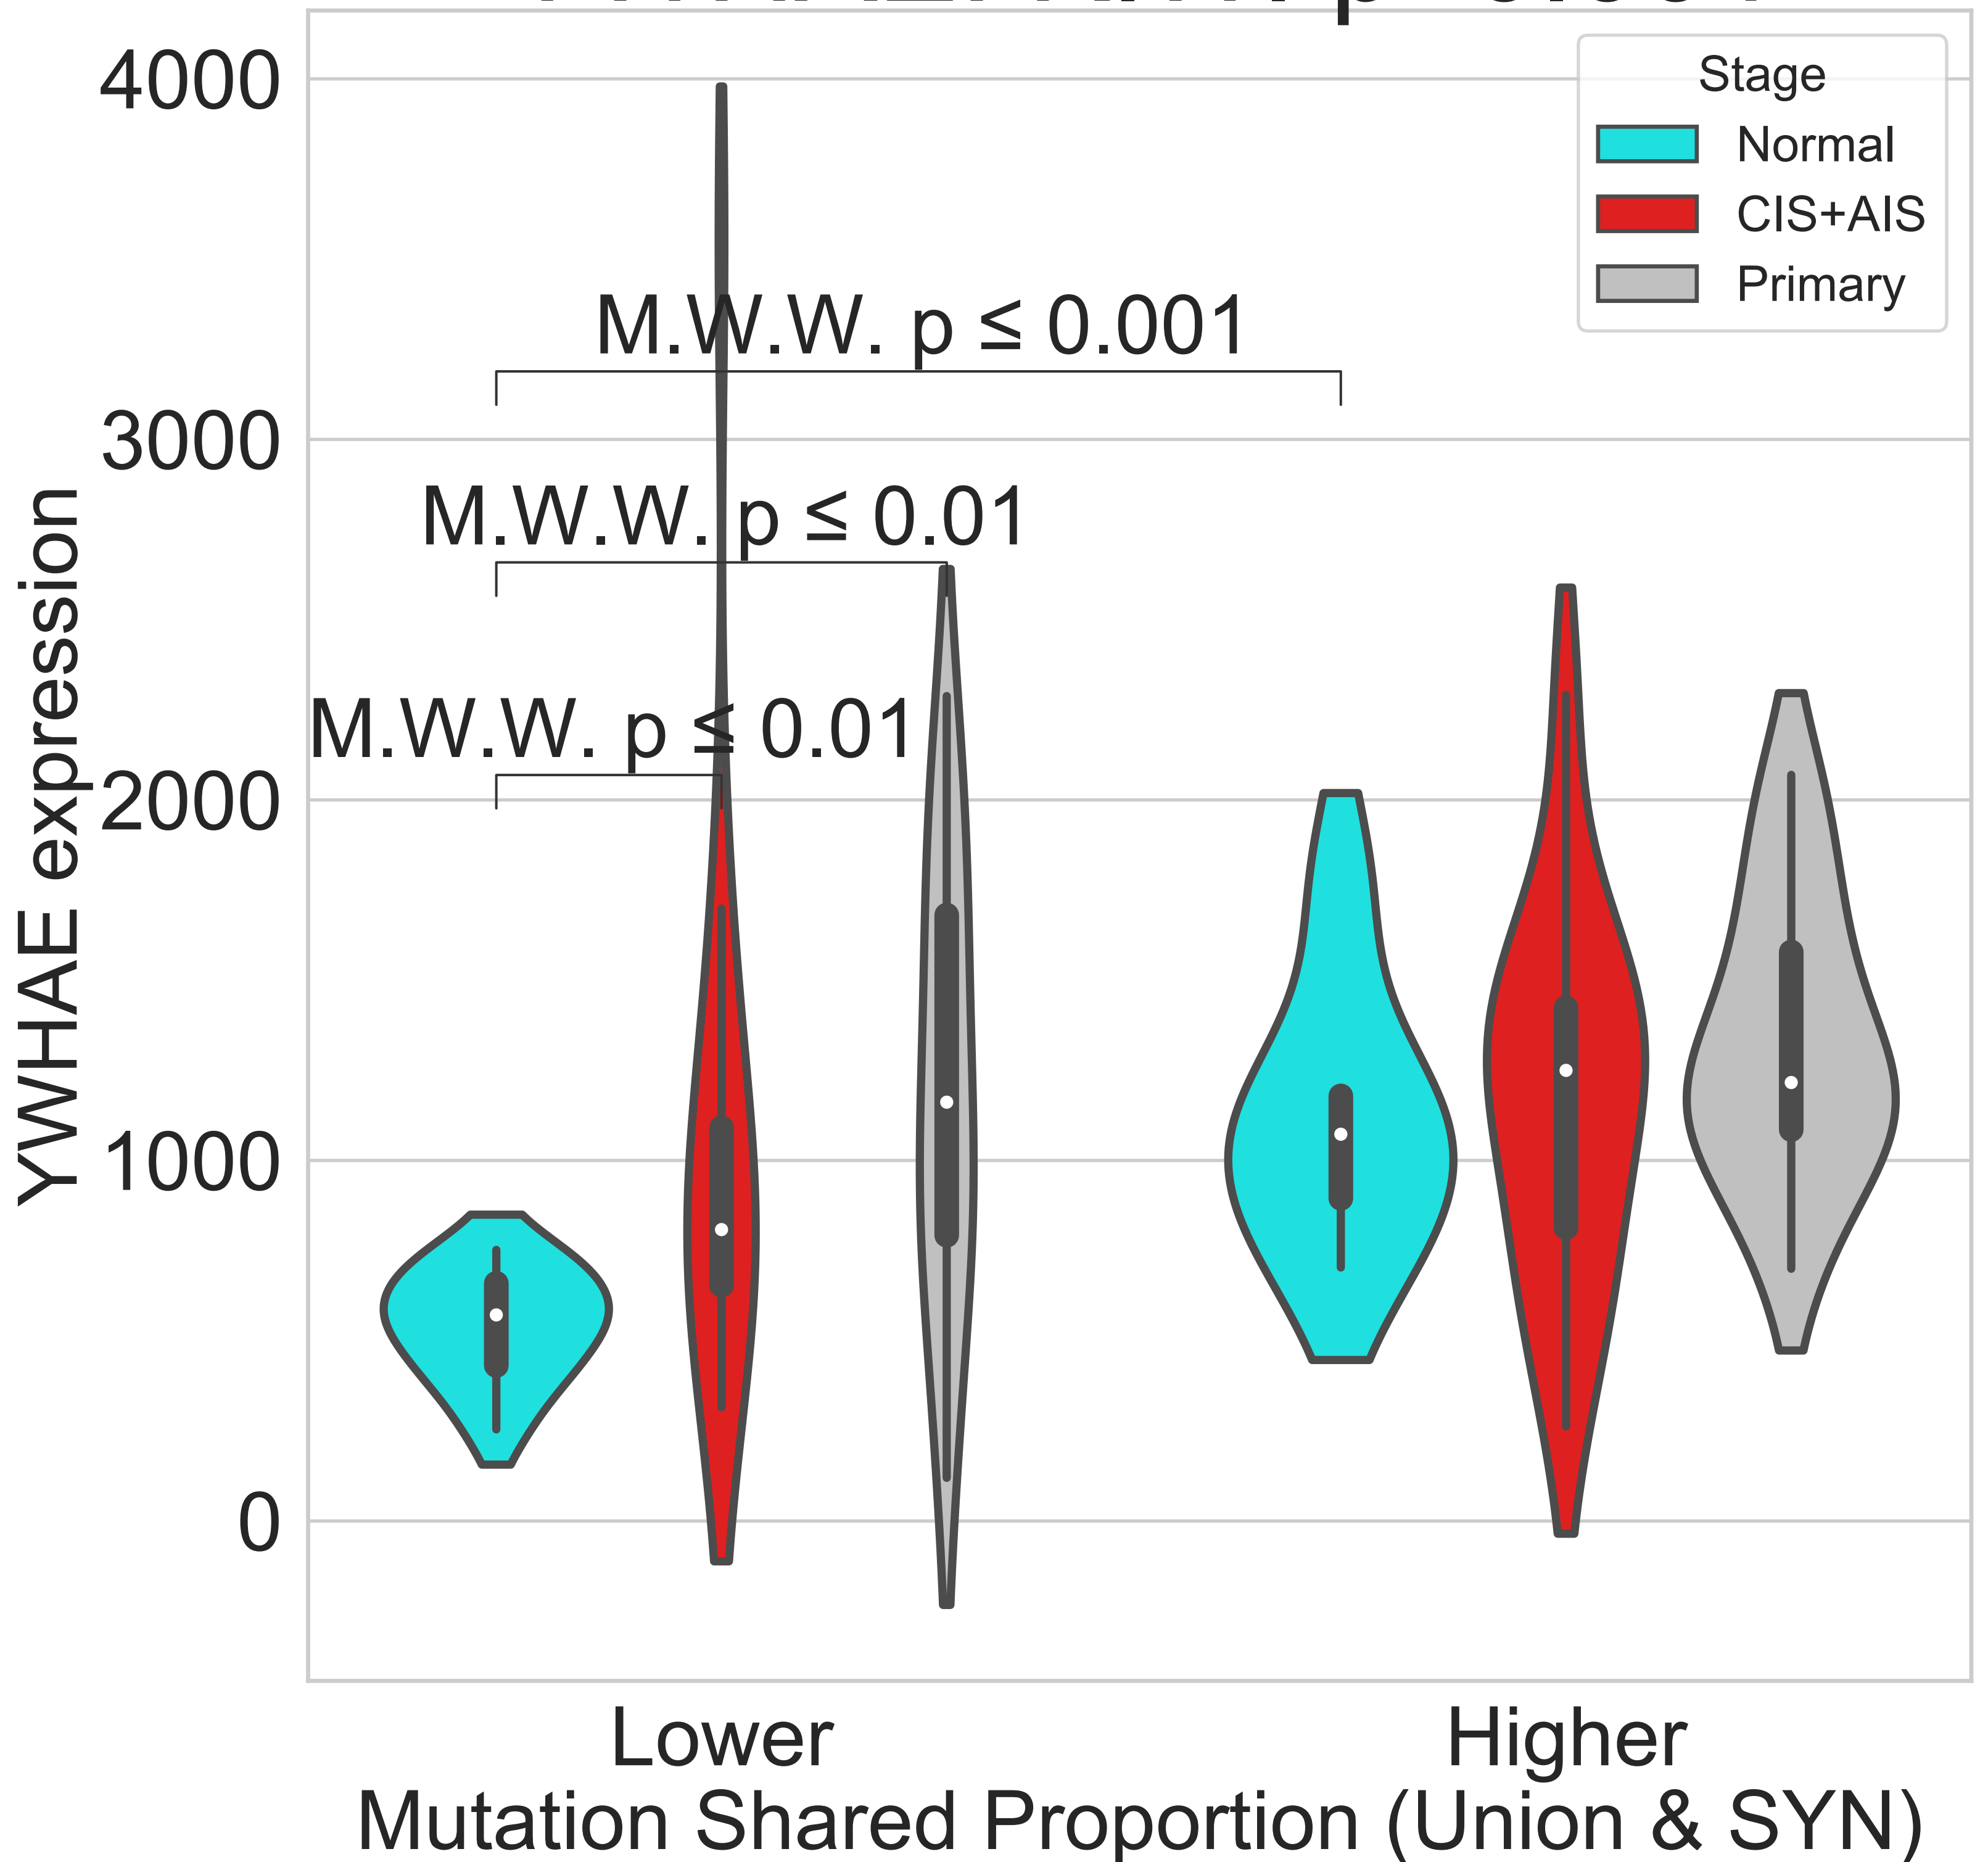 4000
3000
2000
1000
0
YWHAE expression
Stage
Normal
CIS+AIS
Primary
M.W.W. p ≤ 0.001
M.W.W. p ≤ 0.01
M.W.W. p ≤ 0.01
Lower
Higher
Mutation Shared Proportion (Union & SYN)